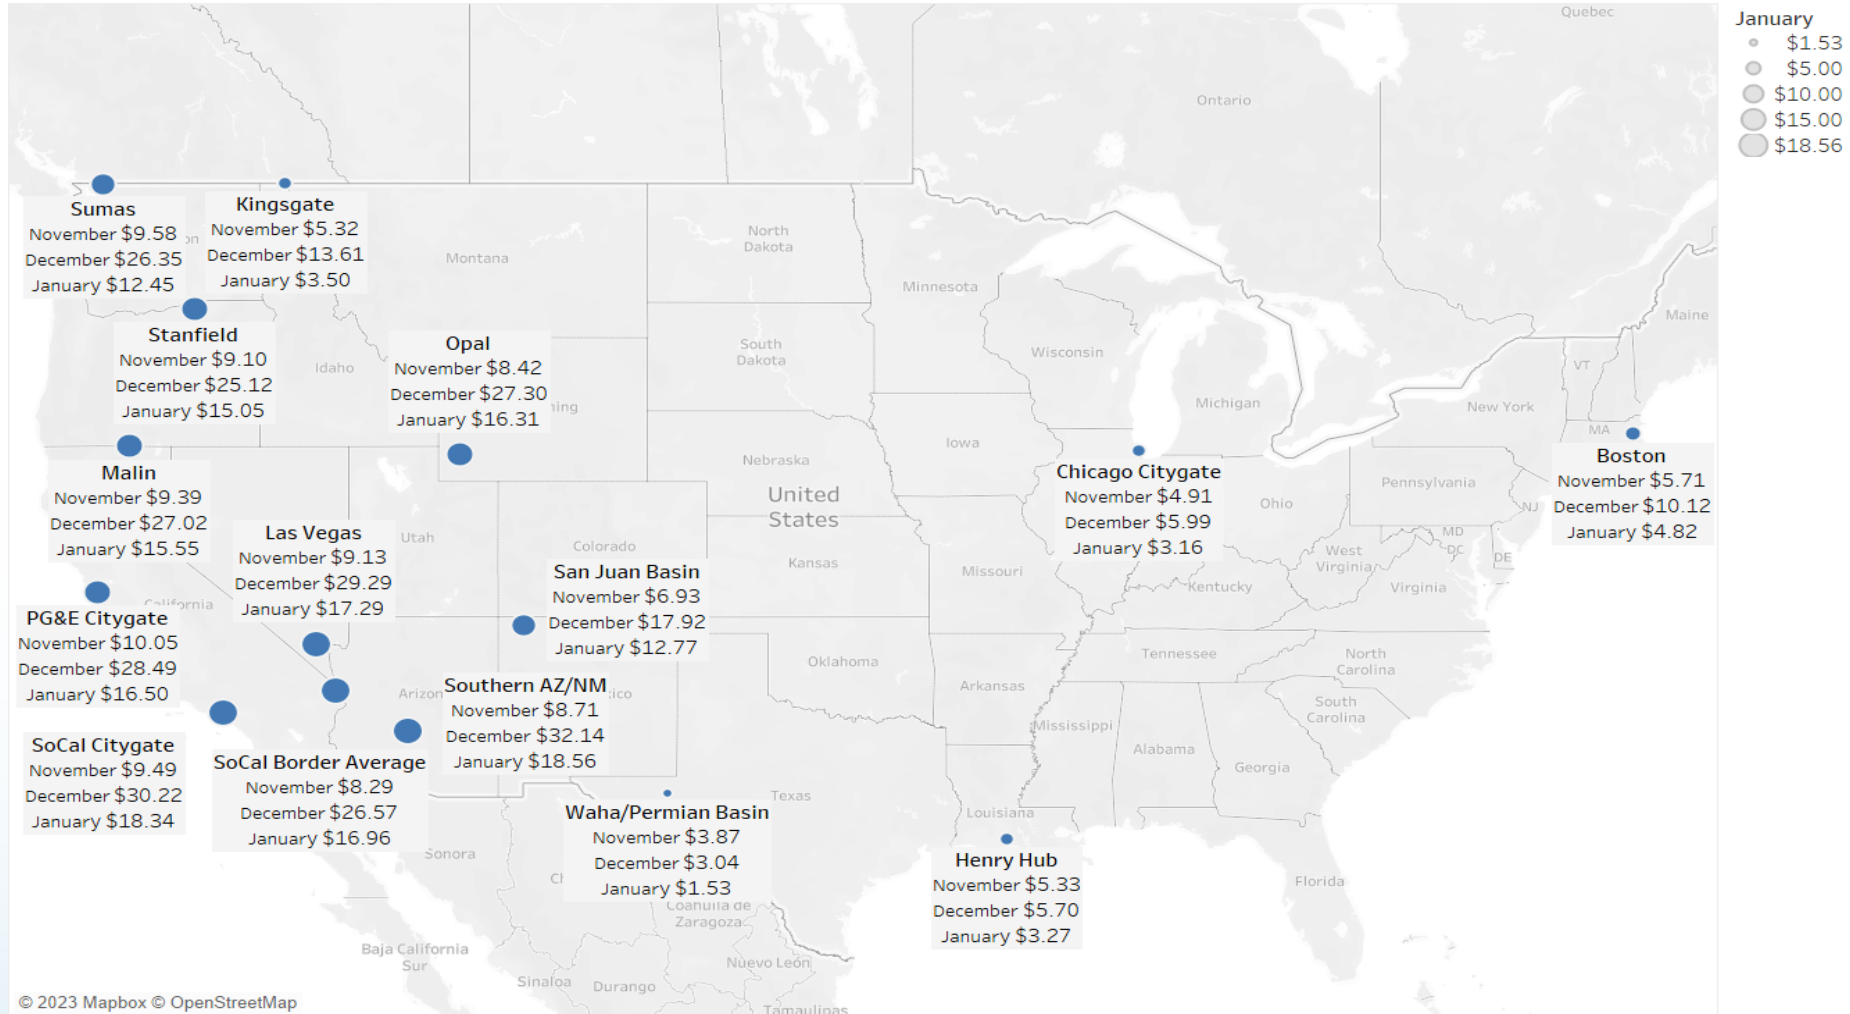 Quebec
Ontario
January
$1.53
$5.00
$10.00
$15.00
$18.56
Sumas
November $9.58
December $26.35
January $12.45
Kingsgate
November $5.32
December $13.61
January $3.50
Montana
North
Dakota
Minnesota
Maine
Stanfield
November $9.10
December $25.12
January $15.05
Idaho
Opal
November $8.42
December $27.30
January $16.31
South
Dakota
Wisconsin
Michigan
VT
New York
MA
Malin
November $9.39
December $27.02
January $15.55
Las Vegas
November $9.13
December $29.29
January $17.29
Utah
Colorado
Nebraska
United
States
Kansas
Iowa
Missouri
Chicago Citygate
November $4.91
December $5.99
January $3.16
Ohio
Pennsylvania
NJ
MD
DC
DE
West
Virginia
Virginia
Kentucky
Boston
November $5.71
December $10.12
January $4.82
San Juan Basin
November $6.93
December $17.92
January $12.77
California
PG&E Citygate
November $10.05
December $28.49
January $16.50
Oklahoma
Arkansas
Tennessee
North
Carolina
South
Carolina
Mississippi
Alabama
Georgia
Southern AZ/NM
November $8.71
December $32.14
January $18.56
SoCal Citygate
November $9.49
December $30.22
January $18.34
SoCal Border Average
November $8.29
December $26.57
January $16.96
Texas
Waha/Permian Basin
November $3.87
December $3.04
January $1.53
Louisiana
Henry Hub
November $5.33
December $5.70
January $3.27
Florida
Sonora
Coahuila de
Zaragoza
Baja California
Sur
Sinaloa
Durango
Nuevo León
Tamaulipas
© 2023 Mapbox © OpenStreetMap